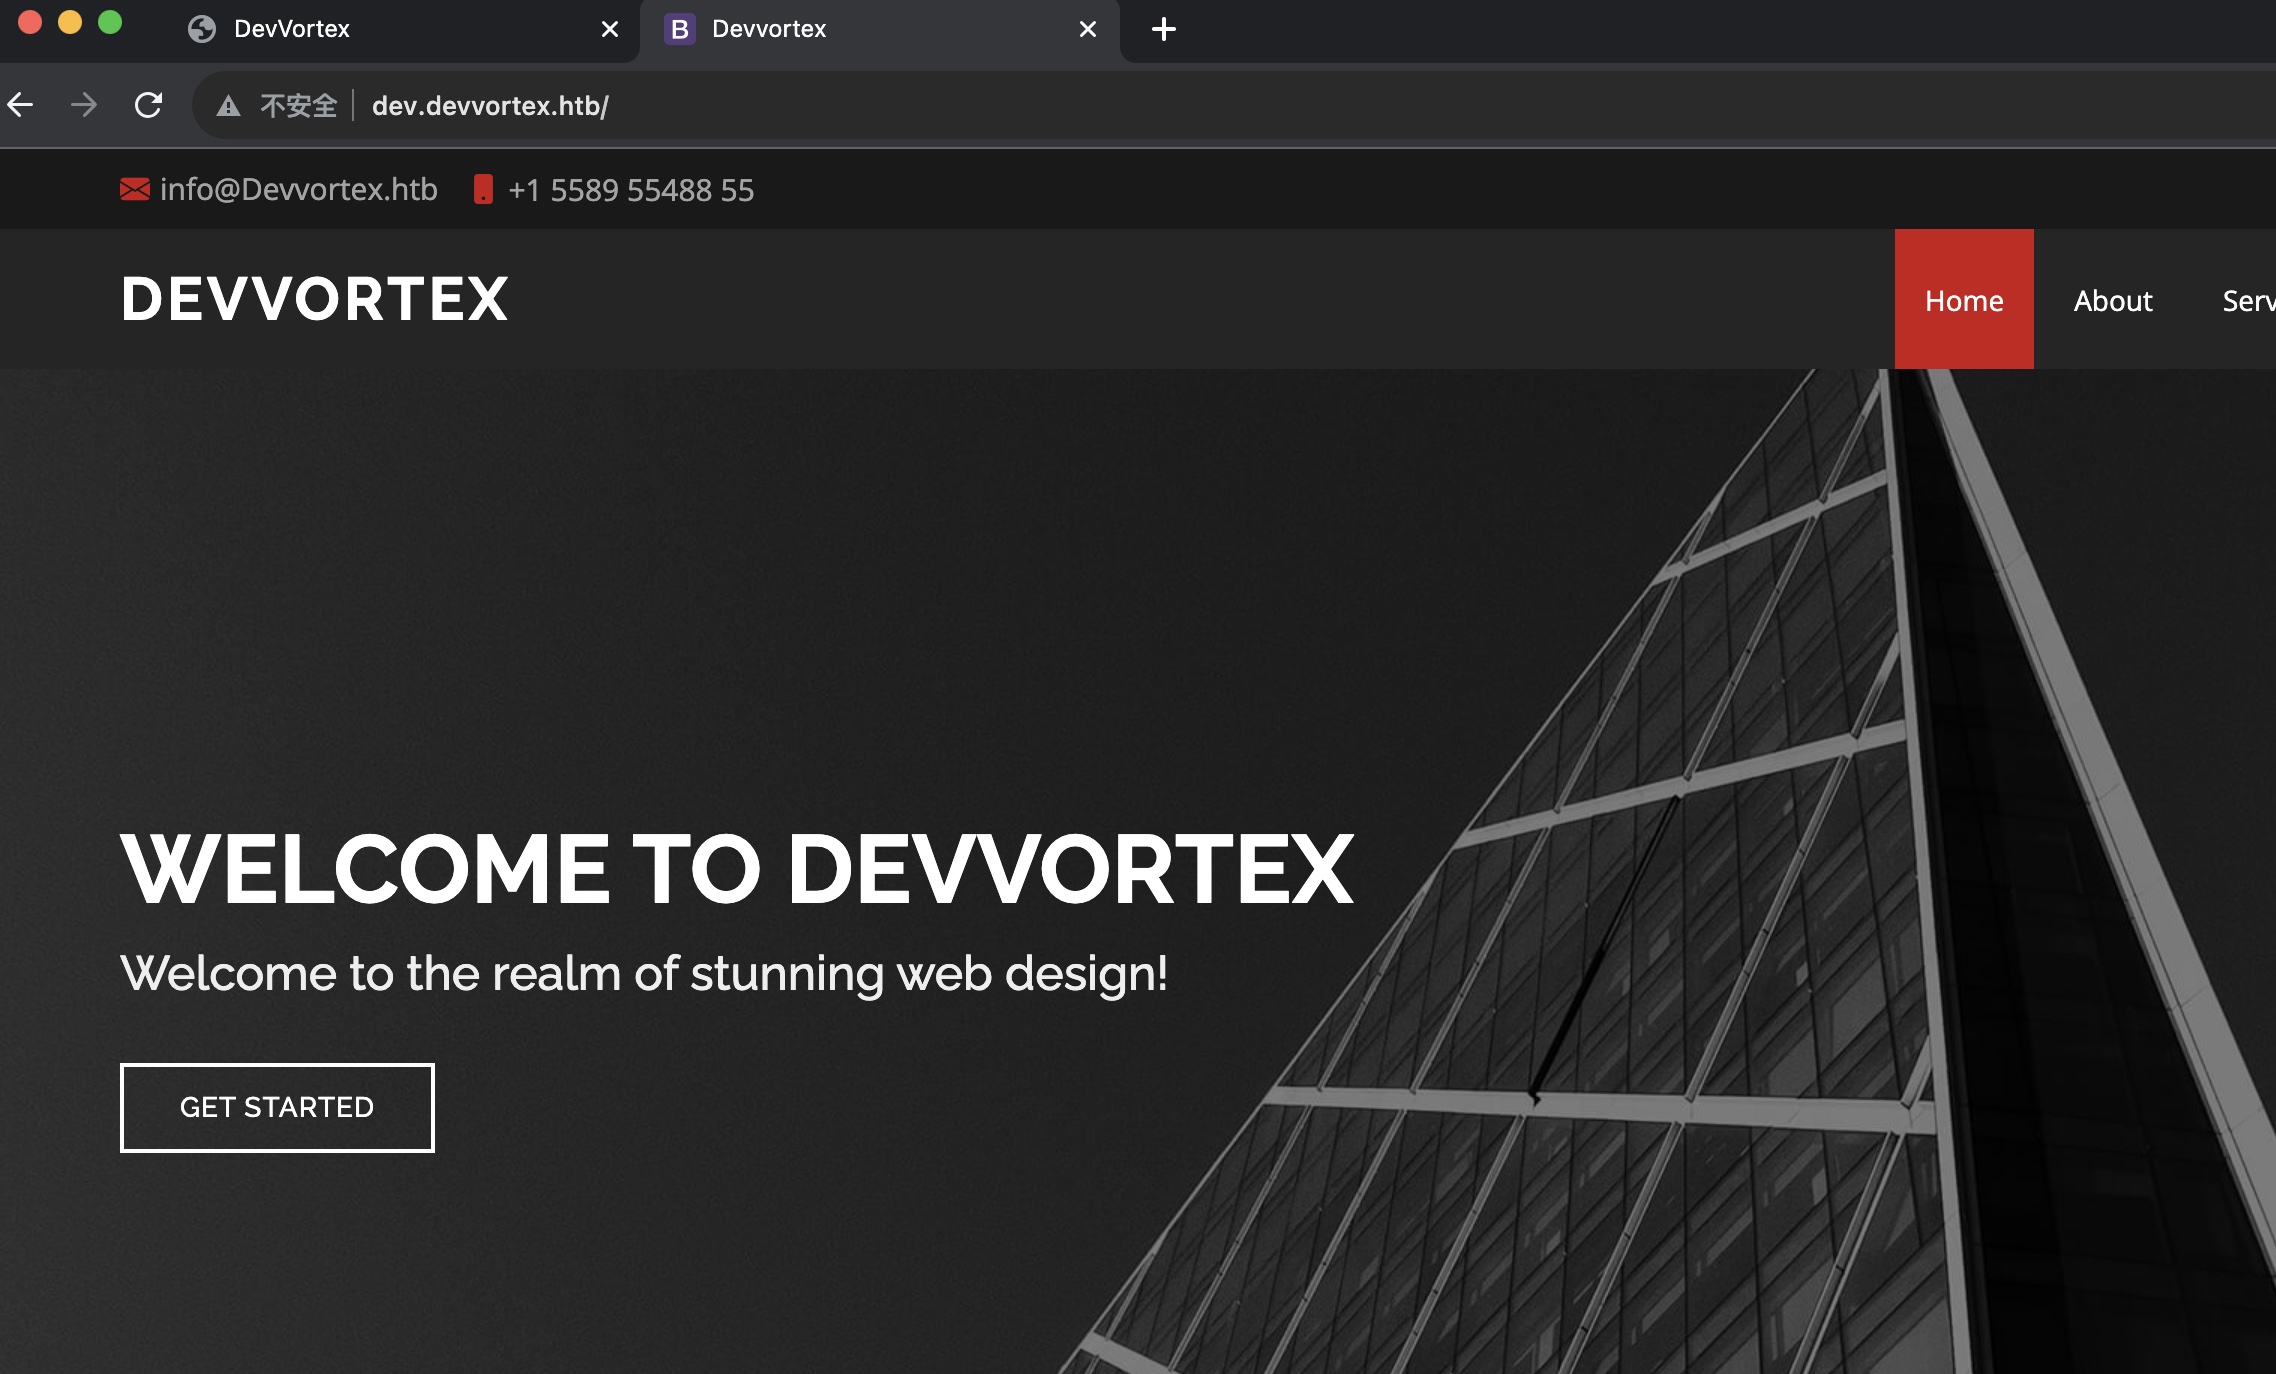 DevVortex
B Devvortex
不安全 dev.devvortex.htb/
info@Devvortex.htb +1 5589 55488 55
DEVVORTEX
Home About Serv
WELCOME TO DEVVORTEX
Welcome to the realm of stunning web design!
GET STARTED